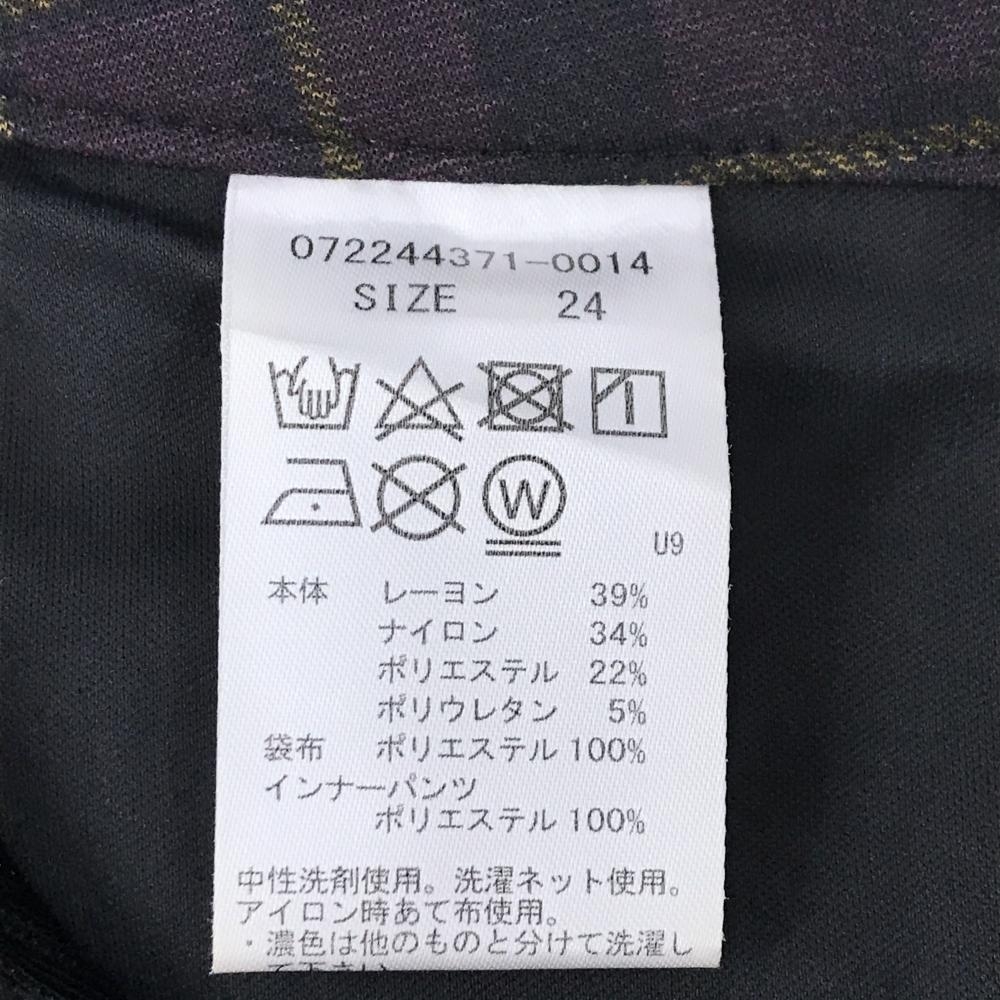 072244371-0014
SIZE 24
W
U9
本体 レーヨン 39%
ナイロン 34%
ポリエステル 22%
ポリウレタン 5%
袋布 ポリエステル 100%
インナーパンツ
ポリエステル 100%
中性洗剤使用。洗濯ネット使用。
アイロン時あて布使用。
・濃色は他のものと分けて洗濯し
て下さい